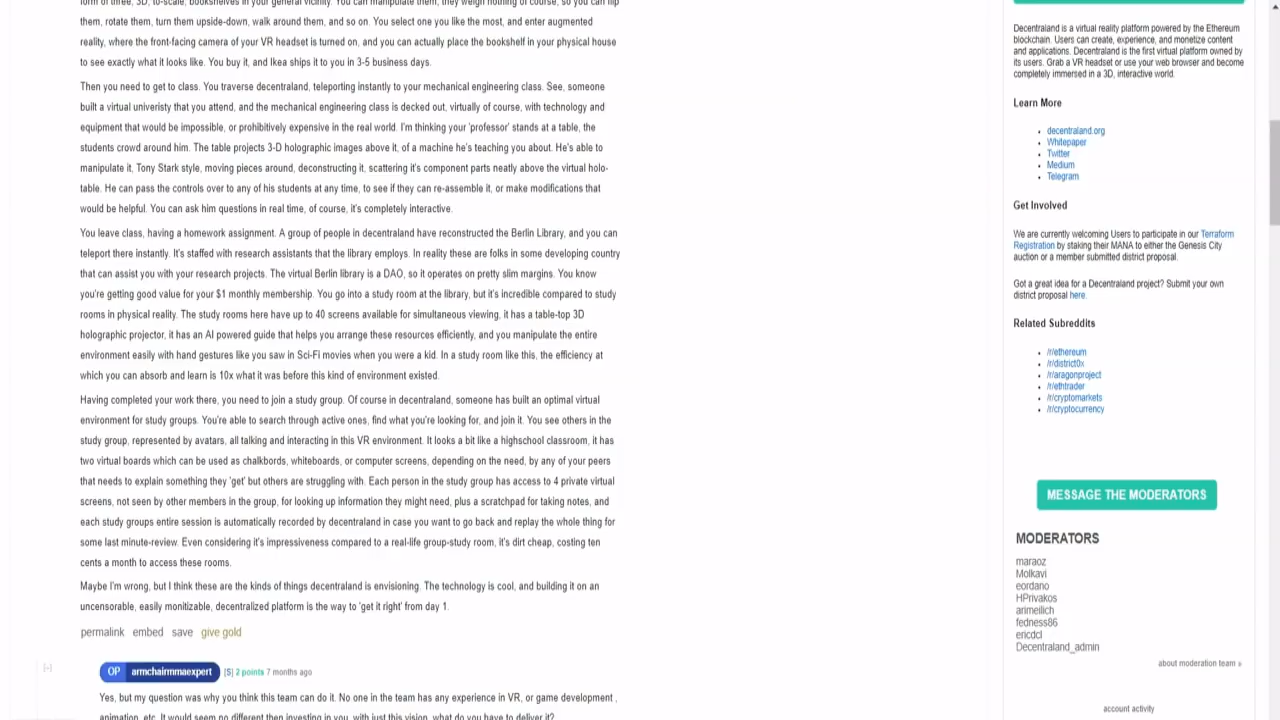 form of three, 3D, to-scale, bookshelves in your general vicinity. You can manipulate them, they weigh nothing of course, so you can flip
them, rotate them, turn them upside-down, walk around them, and so on. You select one you like the most, and enter augmented
reality, where the front-facing camera of your VR headset is turned on, and you can actually place the bookshelf in your physical house
to see exactly what it looks like. You buy it, and Ikea ships it to you in 3-5 business days.
Then you need to get to class. You traverse decentraland, teleporting instantly to your mechanical engineering class. See, someone
built a virtual univeristy that you attend, and the mechanical engineering class is decked out, virtually of course, with technology and
equipment that would be impossible, or prohibitively expensive in the real world. I'm thinking your 'professor' stands at a table, the
students crowd around him. The table projects 3-D holographic images above it, of a machine he's teaching you about. He's able to
manipulate it, Tony Stark style, moving pieces around, deconstructing it, scattering it's component parts neatly above the virtual holo-
table. He can pass the controls over to any of his students at any time, to see if they can re-assemble it, or make modifications that
would be helpful. You can ask him questions in real time, of course, it's completely interactive.
You leave class, having a homework assignment. A group of people in decentraland have reconstructed the Berlin Library, and you can
teleport there instantly. It's staffed with research assistants that the library employs. In reality these are folks in some developing country
that can assist you with your research projects. The virtual Berlin library is a DAO, so it operates on pretty slim margins. You know
you're getting good value for your $1 monthly membership. You go into a study room at the library, but it's incredible compared to study
rooms in physical reality. The study rooms here have up to 40 screens available for simultaneous viewing, it has a table-top 3D
holographic projector, it has an AI powered guide that helps you arrange these resources efficiently, and you manipulate the entire
environment easily with hand gestures like you saw in Sci-Fi movies when you were a kid. In a study room like this, the efficiency at
which you can absorb and learn is 10x what it was before this kind of environment existed.
Having completed your work there, you need to join a study group. Of course in decentraland, someone has built an optimal virtual
environment for study groups. You're able to search through active ones, find what you're looking for, and join it. You see others in the
study group, represented by avatars, all talking and interacting in this VR environment. It looks a bit like a highschool classroom, it has
two virtual boards which can be used as chalkbords, whiteboards, or computer screens, depending on the need, by any of your peers
that needs to explain something they 'get' but others are struggling with. Each person in the study group has access to 4 private virtual
screens, not seen by other members in the group, for looking up information they might need, plus a scratchpad for taking notes, and
each study groups entire session is automatically recorded by decentraland in case you want to go back and replay the whole thing for
some last minute-review. Even considering it's impressiveness compared to a real-life group-study room, it's dirt cheap, costing ten
cents a month to access these rooms.
Maybe I'm wrong, but I think these are the kinds of things decentraland is envisioning. The technology is cool, and building it on an
uncensorable, easily monitizable, decentralized platform is the way to 'get it right' from day 1.
permalink embed save give gold
[-] OP armchairmmaexpert [S] 2 points 7 months ago
Yes, but my question was why you think this team can do it. No one in the team has any experience in VR, or game development ,
animation, etc. It would seem no different then investing in you, with just this vision, what do you have to deliver it?
Decentraland is a virtual reality platform powered by the Ethereum
blockchain. Users can create, experience, and monetize content
and applications. Decentraland is the first virtual platform owned by
its users. Grab a VR headset or use your web browser and become
completely immersed in a 3D, interactive world.
Learn More
decentraland.org
Whitepaper
Twitter
Medium
Telegram
Get Involved
We are currently welcoming Users to participate in our Terraform
Registration by staking their MANA to either the Genesis City
auction or a member submitted district proposal.
Got a great idea for a Decentraland project? Submit your own
district proposal here.
Related Subreddits
/r/ethereum
/r/district0x
/r/aragonproject
/r/ethtrader
/r/cryptomarkets
/r/cryptocurrency
MESSAGE THE MODERATORS
MODERATORS
maraoz
Molkavi
eordano
HPrivakos
arimeilich
fedness86
ericdcl
Decentraland_admin
about moderation team »
account activity